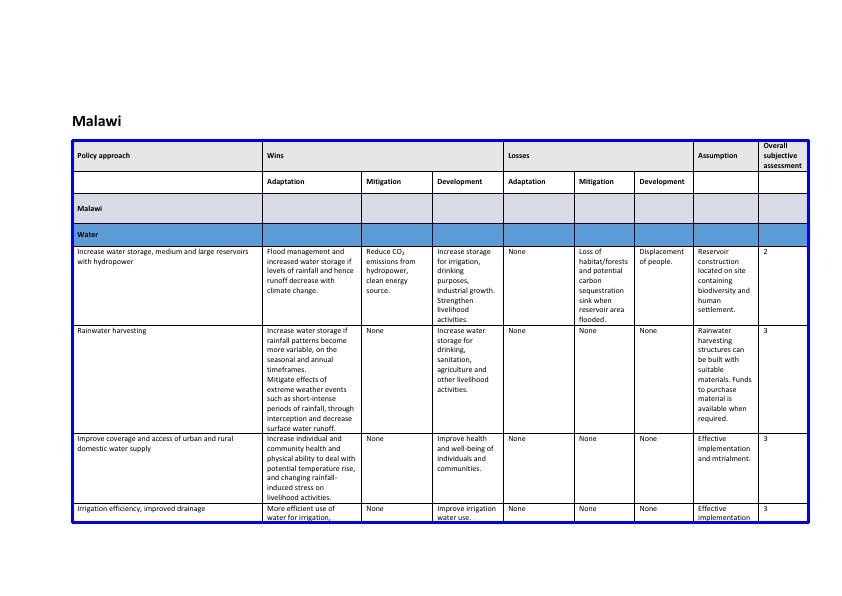 Malawi
Policy approach
Wins
Losses
Assumption
Overall
subjective
assessment
Adaptation
Mitigation
Development
Adaptation
Mitigation
Development
Malawi
Water
Increase water storage, medium and large reservoirs
with hydropower
Flood management and
increased water storage if
levels of rainfall and hence
runoff decrease with
climate change.
Reduce CO₂
emissions from
hydropower,
clean energy
source.
Increase storage
for irrigation,
drinking
purposes,
industrial growth.
Strengthen
livelihood
activities.
None
Loss of
habitat/forests
and potential
carbon
sequestration
sink when
reservoir area
flooded.
Displacement
of people.
Reservoir
construction
located on site
containing
biodiversity and
human
settlement.
2
Rainwater harvesting
Increase water storage if
rainfall patterns become
more variable, on the
seasonal and annual
timeframes.
Mitigate effects of
extreme weather events
such as short-intense
periods of rainfall, through
interception and decrease
surface water runoff.
None
Increase water
storage for
drinking,
sanitation,
agriculture and
other livelihood
activities.
None
None
None
Rainwater
harvesting
structures can
be built with
suitable
materials. Funds
to purchase
material is
available when
required.
3
Improve coverage and access of urban and rural
domestic water supply
Increase individual and
community health and
physical ability to deal with
potential temperature rise,
and changing rainfall-
induced stress on
livelihood activities.
None
Improve health
and well-being of
individuals and
communities.
None
None
None
Effective
implementation
and mtrialment.
3
Irrigation efficiency, improved drainage
More efficient use of
water for irrigation,
None
Improve irrigation
water use.
None
None
None
Effective
implementation
3